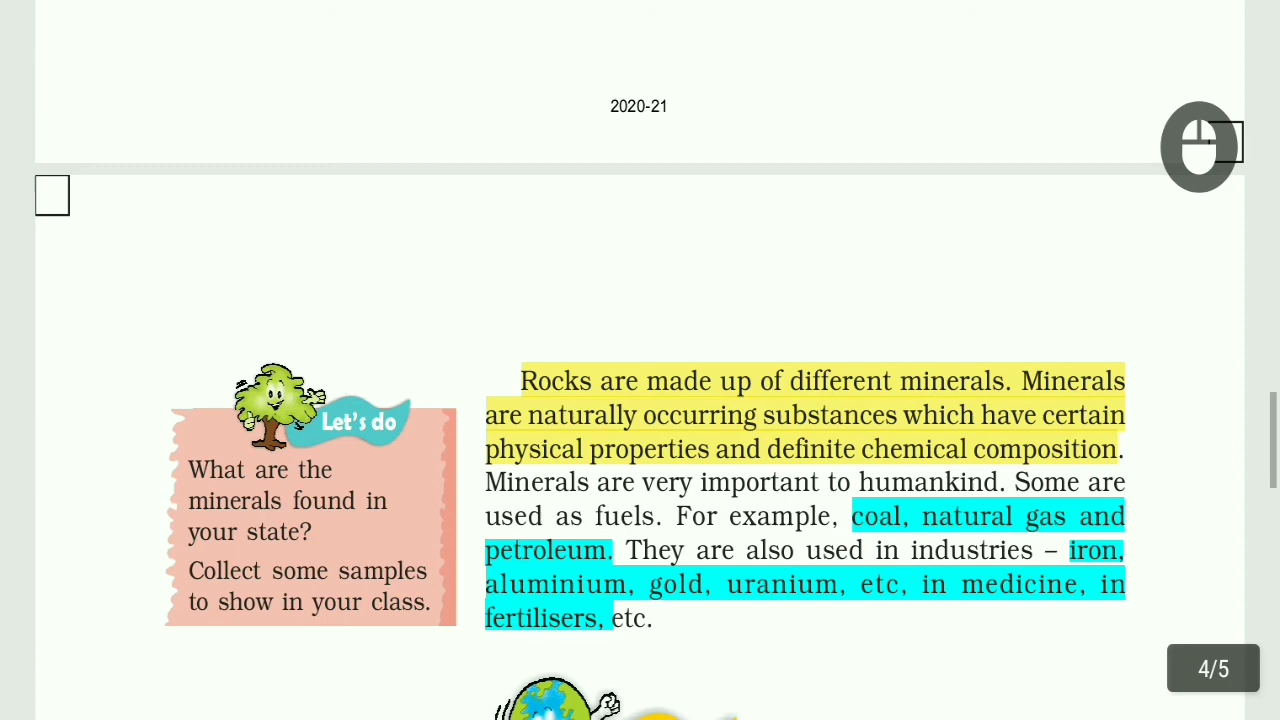 2020-21
Let's do
What are the
minerals found in
your state?
Collect some samples
to show in your class.
Rocks are made up of different minerals. Minerals
are naturally occurring substances which have certain
physical properties and definite chemical composition.
Minerals are very important to humankind. Some are
used as fuels. For example, coal, natural gas and
petroleum. They are also used in industries – iron,
aluminium, gold, uranium, etc, in medicine, in
fertilisers, etc.
4/5